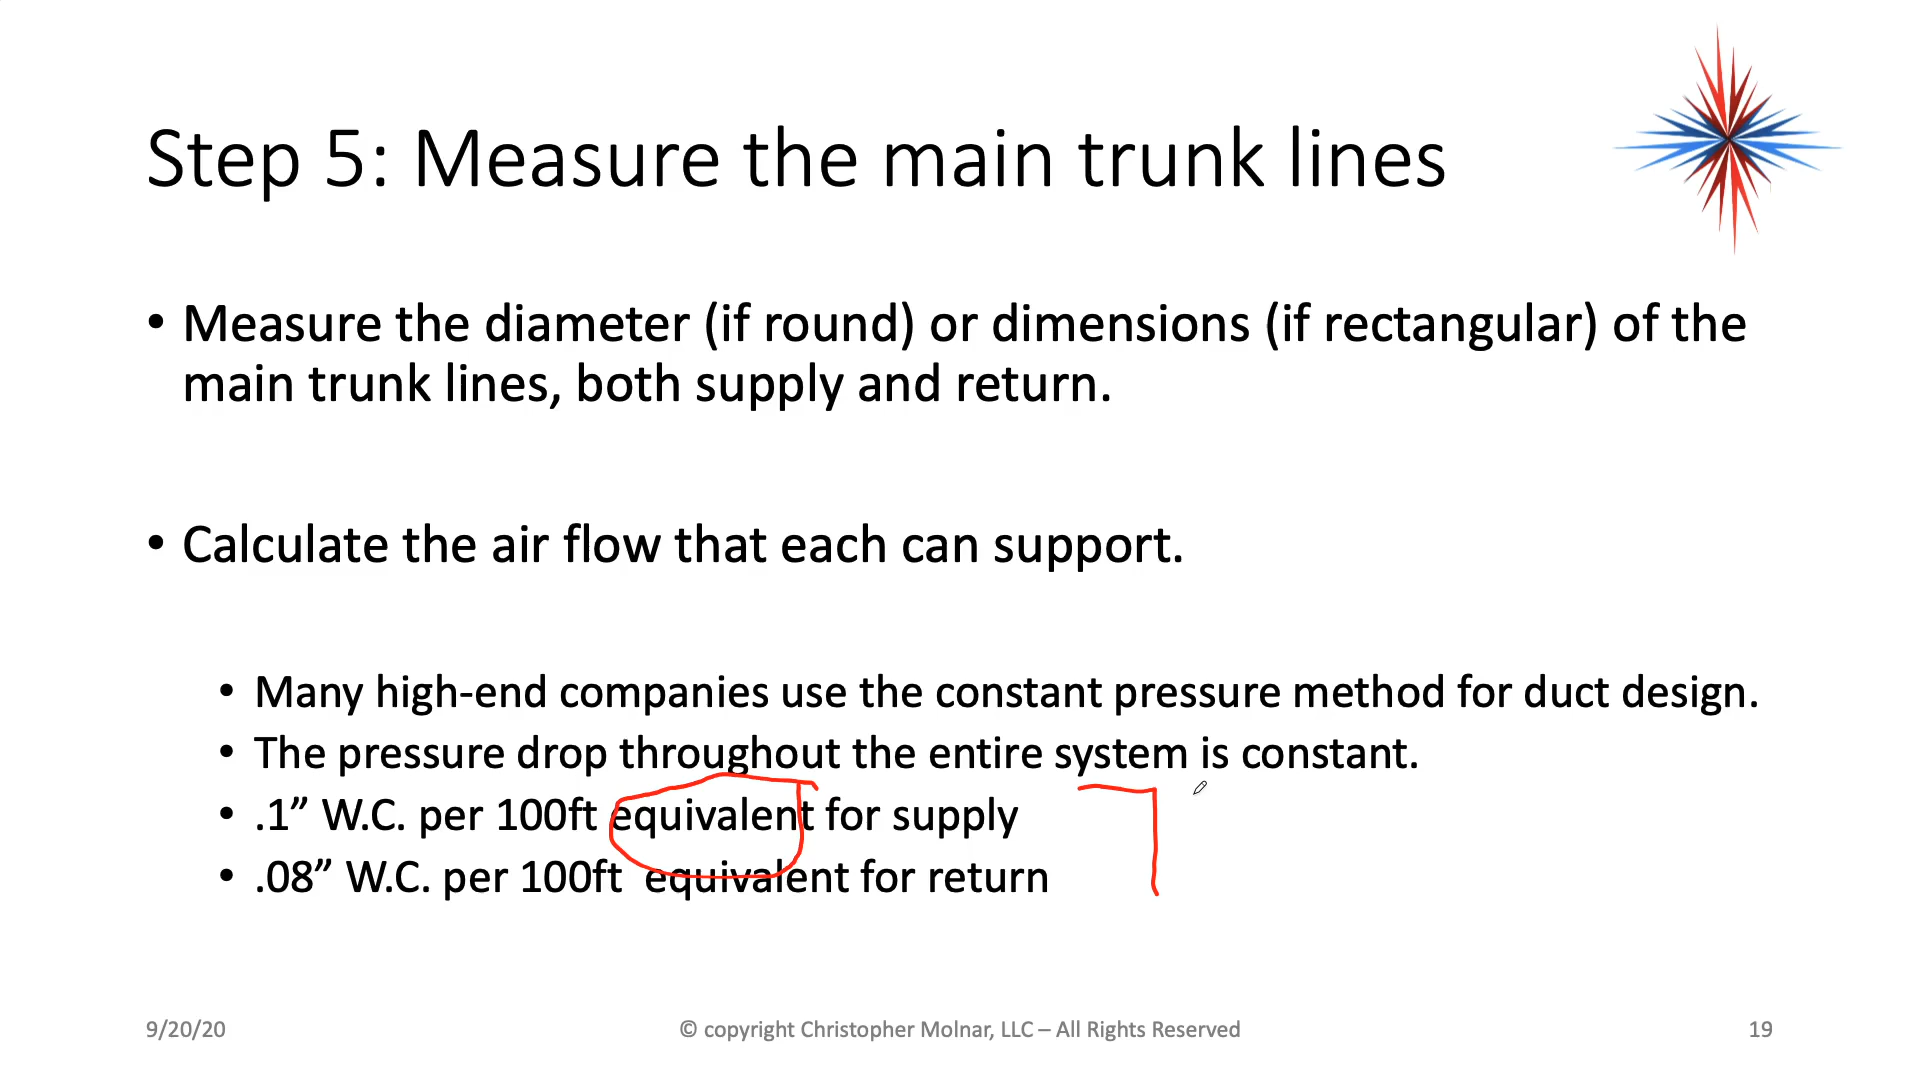 Step 5: Measure the main trunk lines
• Measure the diameter (if round) or dimensions (if rectangular) of the
main trunk lines, both supply and return.
• Calculate the air flow that each can support.
• Many high-end companies use the constant pressure method for duct design.
• The pressure drop throughout the entire system is constant.
• .1” W.C. per 100ft equivalent for supply
• .08” W.C. per 100ft  equivalent for return
9/20/20
© copyright Christopher Molnar, LLC – All Rights Reserved
19